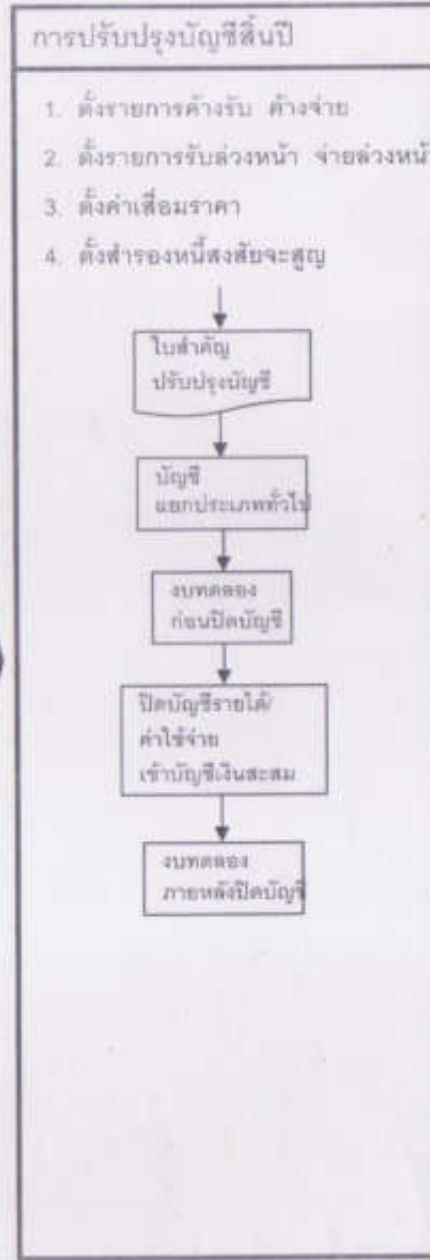 การปรับปรุงบัญชีสิ้นปี
1. ตั้งรายการค้างรับ ค้างจ่าย
2. ตั้งรายการรับล่วงหน้า จ่ายล่วงหน้า
3. ตั้งค่าเสื่อมราคา
4. ตั้งสำรองหนี้สงสัยจะสูญ
ใบสำคัญ
ปรับปรุงบัญชี
บัญชี
แยกประเภททั่วไป
งบทดลอง
ก่อนปิดบัญชี
ปิดบัญชีรายได้/
ค่าใช้จ่าย
เข้าบัญชีเงินสะสม
งบทดลอง
ภายหลังปิดบัญชี